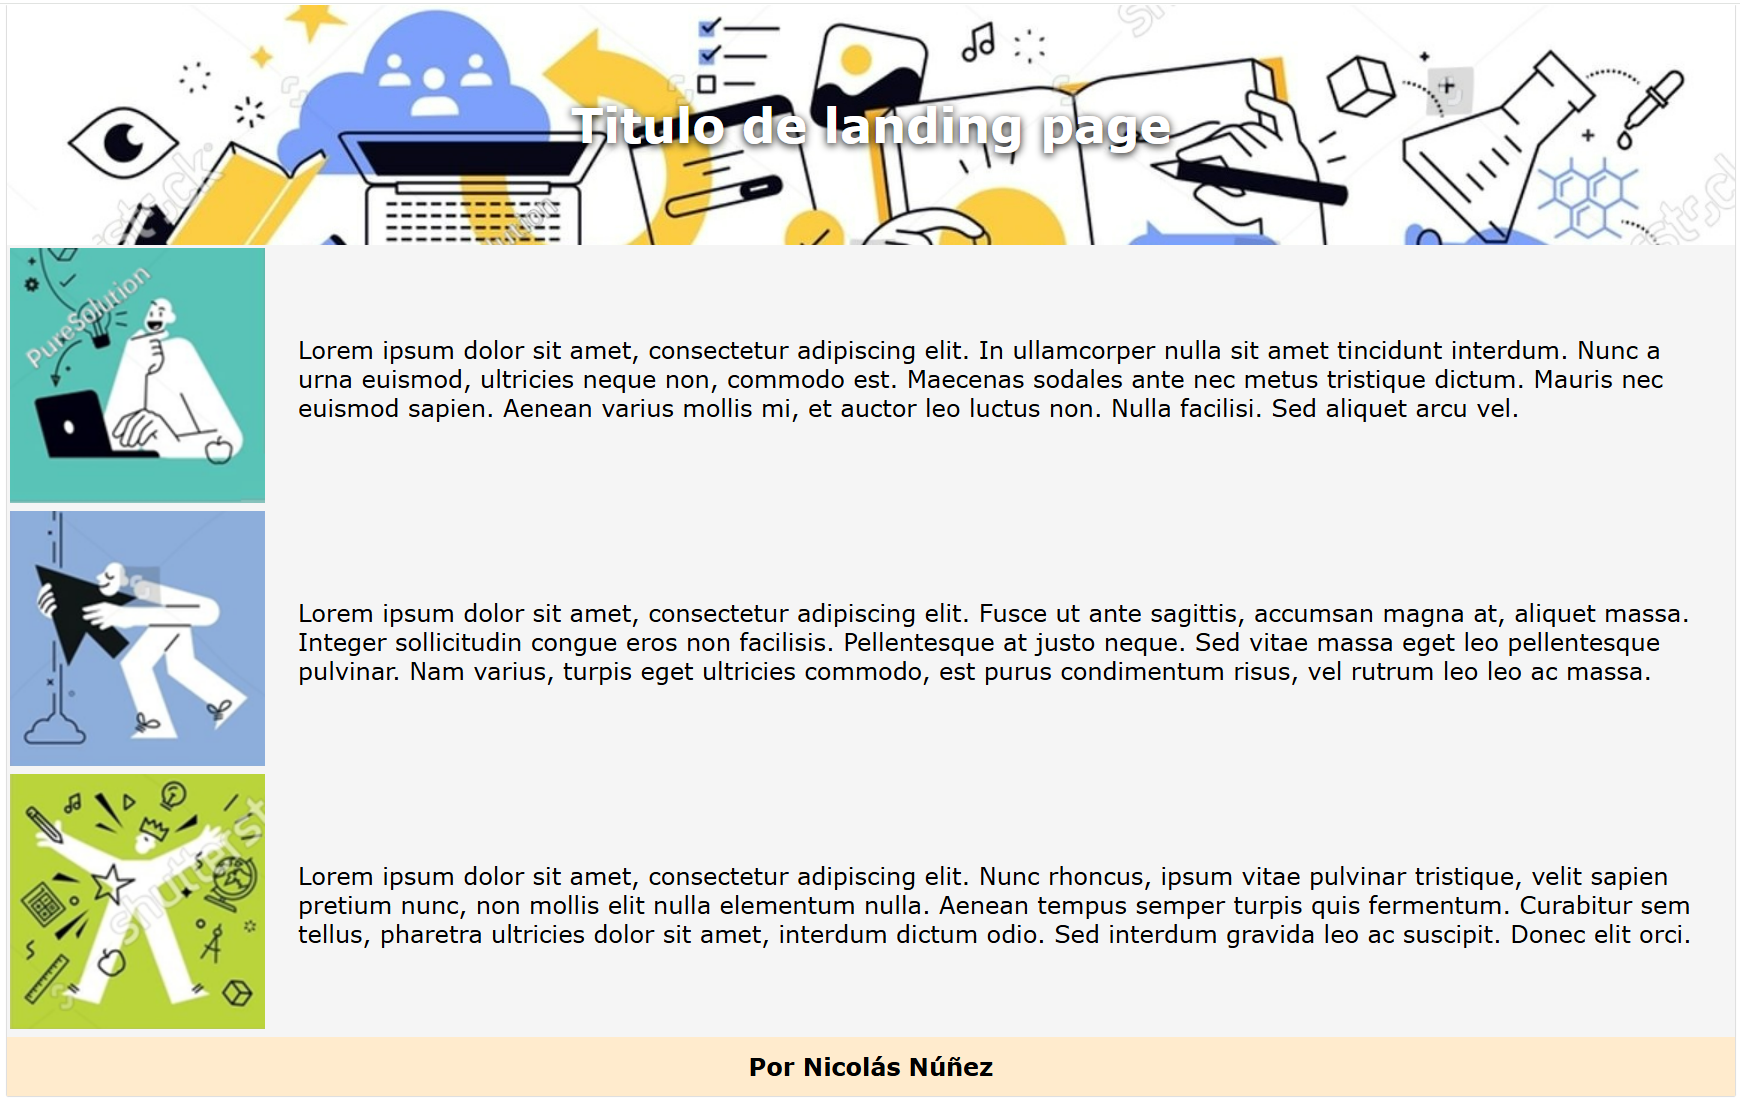 Titulo de landing page
PureSolution
Lorem ipsum dolor sit amet, consectetur adipiscing elit. In ullamcorper nulla sit amet tincidunt interdum. Nunc a
urna euismod, ultricies neque non, commodo est. Maecenas sodales ante nec metus tristique dictum. Mauris nec
euismod sapien. Aenean varius mollis mi, et auctor leo luctus non. Nulla facilisi. Sed aliquet arcu vel.
Lorem ipsum dolor sit amet, consectetur adipiscing elit. Fusce ut ante sagittis, accumsan magna at, aliquet massa.
Integer sollicitudin congue eros non facilisis. Pellentesque at justo neque. Sed vitae massa eget leo pellentesque
pulvinar. Nam varius, turpis eget ultricies commodo, est purus condimentum risus, vel rutrum leo leo ac massa.
Lorem ipsum dolor sit amet, consectetur adipiscing elit. Nunc rhoncus, ipsum vitae pulvinar tristique, velit sapien
pretium nunc, non mollis elit nulla elementum nulla. Aenean tempus semper turpis quis fermentum. Curabitur sem
tellus, pharetra ultricies dolor sit amet, interdum dictum odio. Sed interdum gravida leo ac suscipit. Donec elit orci.
Por Nicolás Núñez